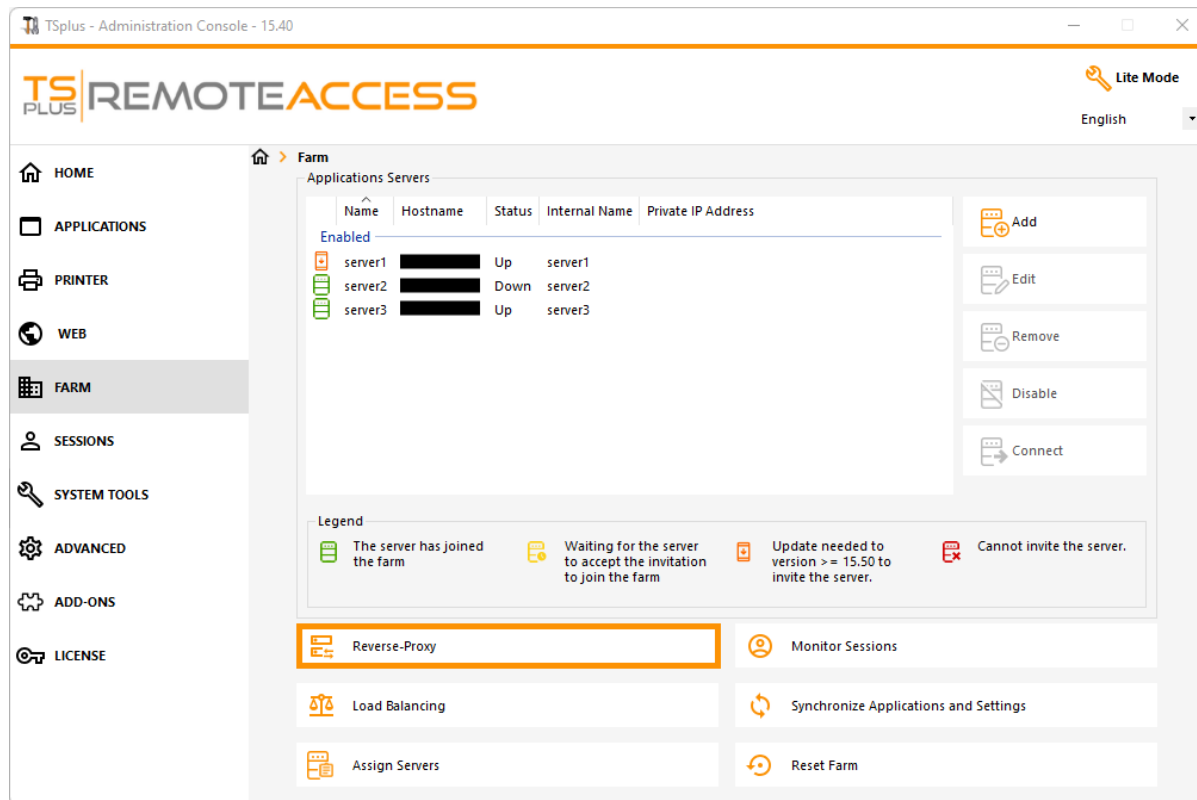 TSplus - Administration Console - 15.40
TS PLUS REMOTEACCESS
Lite Mode
English
HOME
APPLICATIONS
PRINTER
WEB
FARM
SESSIONS
SYSTEM TOOLS
ADVANCED
ADD-ONS
LICENSE
Farm
Applications Servers
Name Hostname Status Internal Name Private IP Address
Enabled
server1 Up server1
server2 Down server2
server3 Up server3
Add
Edit
Remove
Disable
Connect
Legend
The server has joined
the farm
Waiting for the server
to accept the invitation
to join the farm
Update needed to
version >= 15.50 to
invite the server.
Cannot invite the server.
Reverse-Proxy
Monitor Sessions
Load Balancing
Synchronize Applications and Settings
Assign Servers
Reset Farm